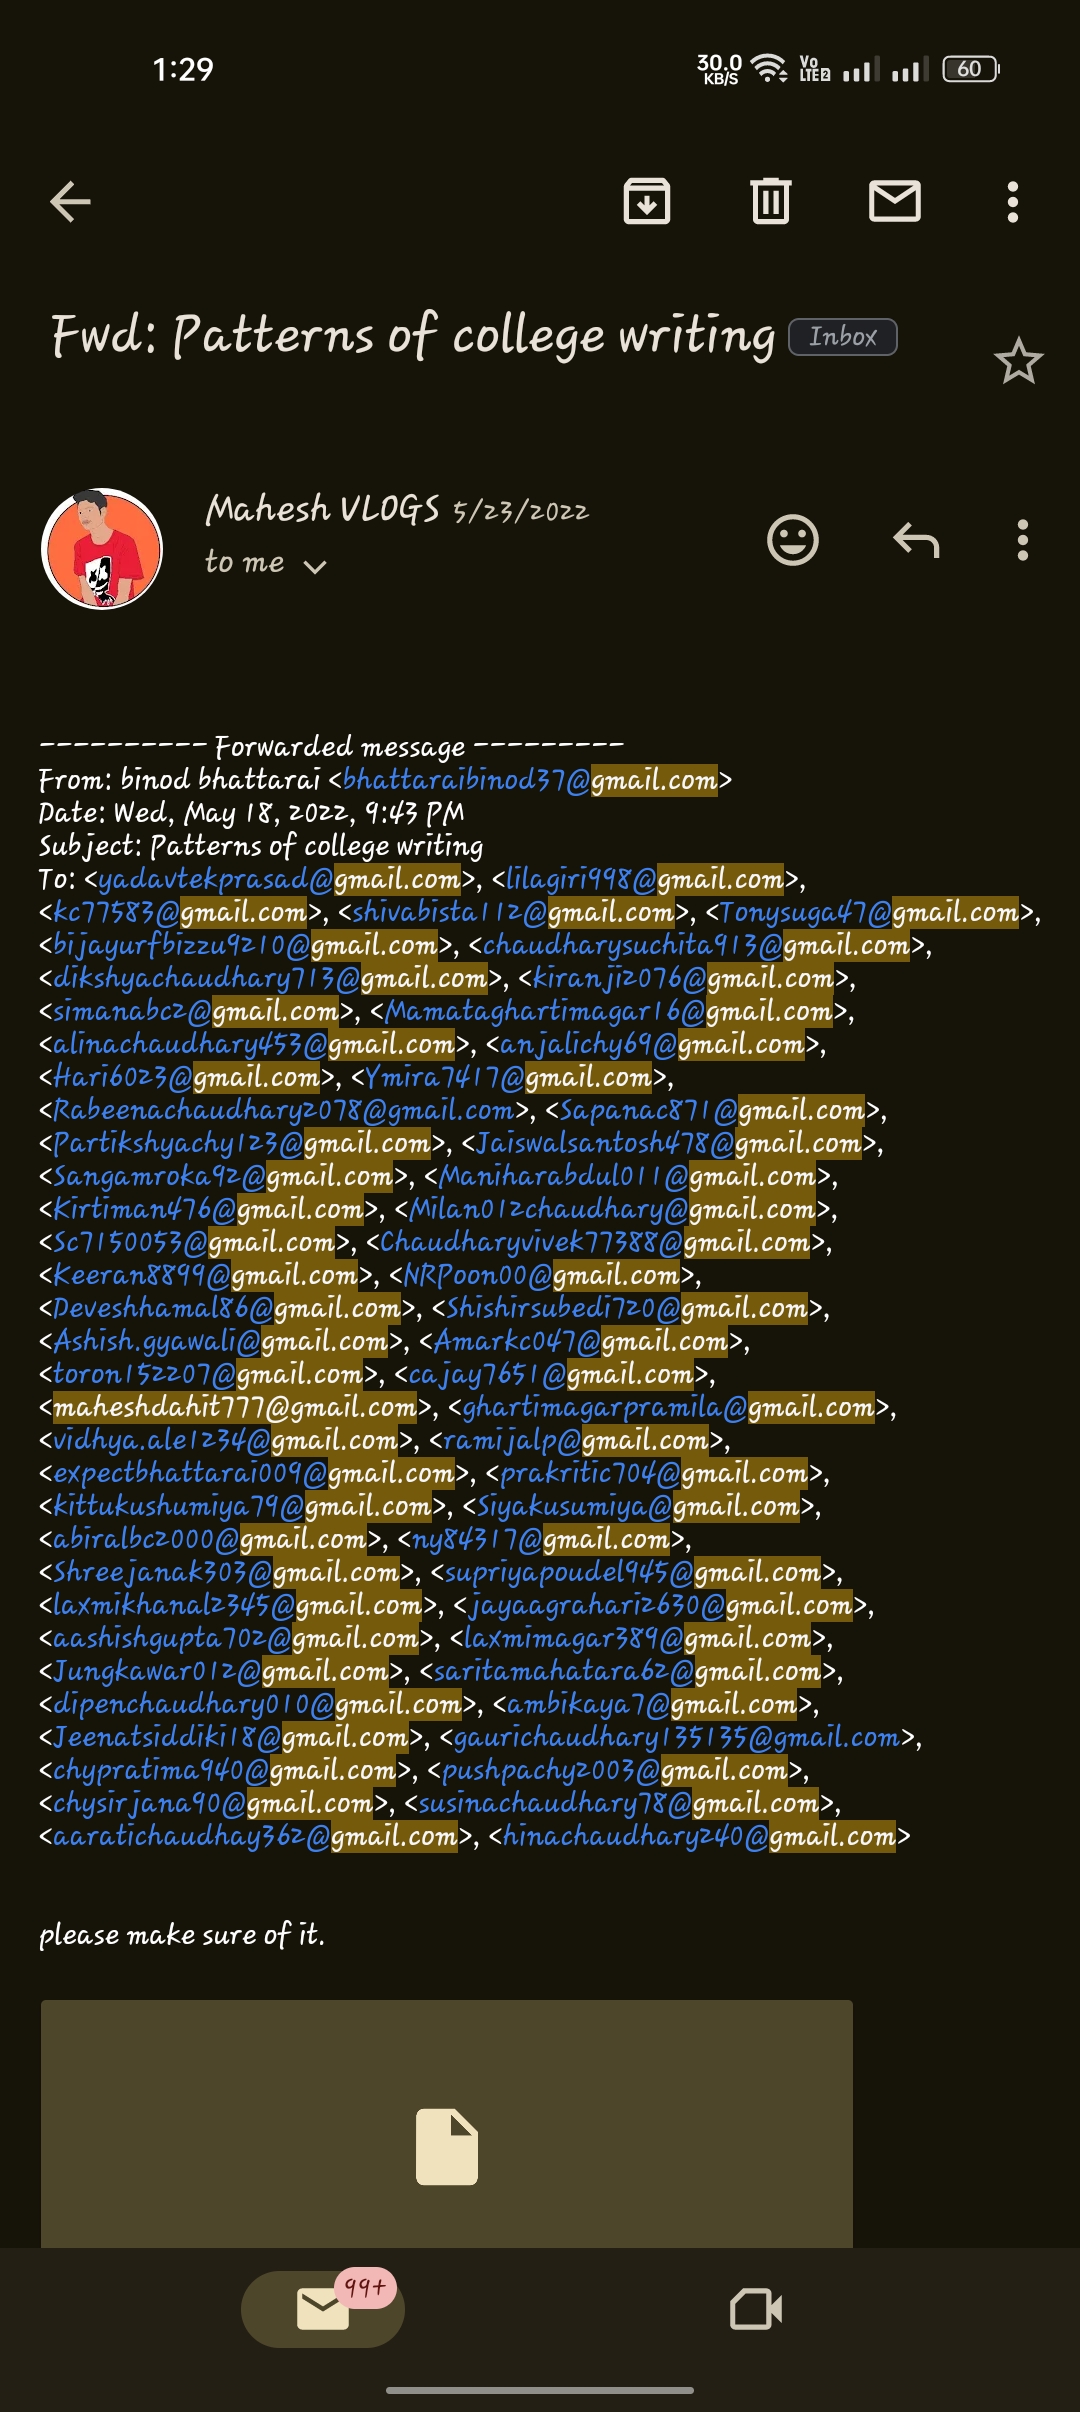 1:29
30.0 KB/S Vo LTE2 60
Fwd: Patterns of college writing Inbox
Mahesh VLOGS 5/23/2022
to me
---------- Forwarded message ---------
From: binod bhattarai <bhattaraibinod37@gmail.com>
Date: Wed, May 18, 2022, 9:43 PM
Subject: Patterns of college writing
To: <yadavtekprasad@gmail.com>, <lilagiri998@gmail.com>,
<kc77583@gmail.com>, <shivabista112@gmail.com>, <Tonysuga47@gmail.com>,
<bijayurfbizzu9210@gmail.com>, <chaudharysuchita913@gmail.com>,
<dikshyachaudhary713@gmail.com>, <kiranji2076@gmail.com>,
<simanabc2@gmail.com>, <Mamataghartimagar16@gmail.com>,
<alinachaudhary453@gmail.com>, <anjalichy69@gmail.com>,
<Hari6023@gmail.com>, <Ymira7417@gmail.com>,
<Rabeenachaudhary2078@gmail.com>, <Sapanac871@gmail.com>,
<Partikshyachy123@gmail.com>, <Jaiswalsantosh478@gmail.com>,
<Sangamroka92@gmail.com>, <Maniharabdul011@gmail.com>,
<Kirtiman476@gmail.com>, <Milan012chaudhary@gmail.com>,
<Sc7150053@gmail.com>, <Chaudharyvivek77388@gmail.com>,
<Keeran8899@gmail.com>, <NRPoon00@gmail.com>,
<Deveshhamal86@gmail.com>, <Shishirsubedi720@gmail.com>,
<Ashish.gyawali@gmail.com>, <Amarkc047@gmail.com>,
<toron152207@gmail.com>, <cajay7651@gmail.com>,
<maheshdahit777@gmail.com>, <ghartimagarpramila@gmail.com>,
<vidhya.ale1234@gmail.com>, <ramijalp@gmail.com>,
<expectbhattarai009@gmail.com>, <prakritic704@gmail.com>,
<kittukushumiya79@gmail.com>, <Siyakusumiya@gmail.com>,
<abiralbc2000@gmail.com>, <ny84317@gmail.com>,
<Shreejanak303@gmail.com>, <supriyapoudel945@gmail.com>,
<laxmikhanal2345@gmail.com>, <jayaagrahari2630@gmail.com>,
<aashishgupta702@gmail.com>, <laxmimagar389@gmail.com>,
<Jungkawar012@gmail.com>, <saritamahatara62@gmail.com>,
<dipenchaudhary010@gmail.com>, <ambikaya7@gmail.com>,
<Jeenatsiddiki18@gmail.com>, <gaurichaudhary135135@gmail.com>,
<chypratima940@gmail.com>, <pushpachy2003@gmail.com>,
<chysirjana90@gmail.com>, <susinachaudhary78@gmail.com>,
<aaratichaudhay362@gmail.com>, <hinachaudhary240@gmail.com>
please make sure of it.
99+